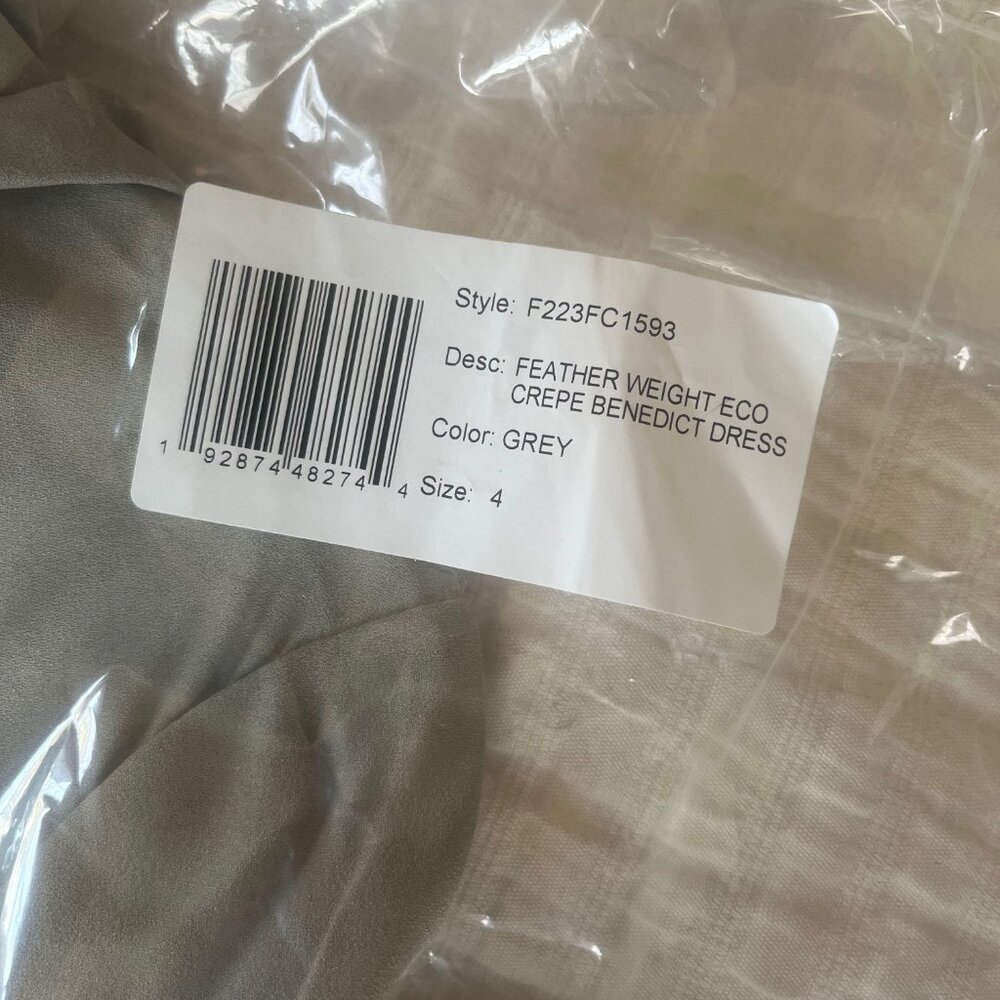 Style: F223FC1593
Desc: FEATHER WEIGHT ECO
CREPE BENEDICT DRESS
Color: GREY
Size: 4
1 92874 48274 4